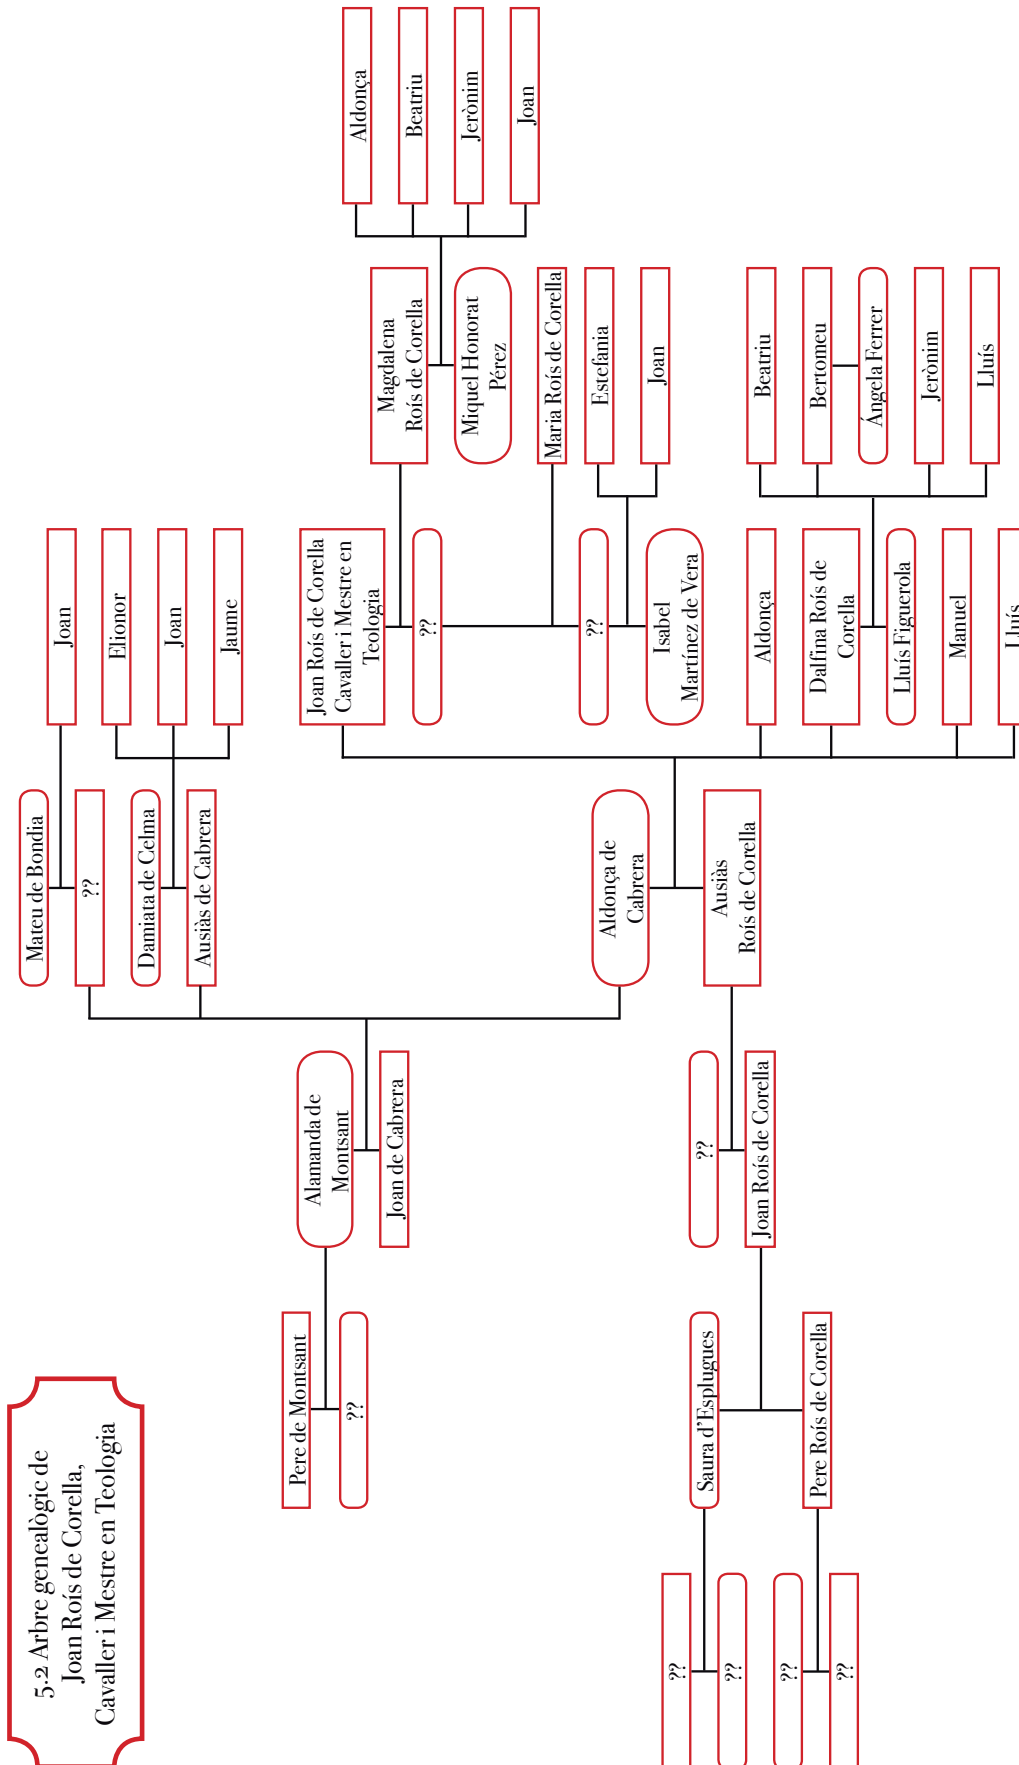 5.2 Arbre genealògic de
Joan Roís de Corella,
Cavaller i Mestre en Teologia
??
??
??
??
Pere de Montsant
??
Saura d’Esplugues
Pere Roís de Corella
Alamanda de
Montsant
Joan de Cabrera
??
Joan Roís de Corella
Mateu de Bondia
??
Damiata de Celma
Ausiàs de Cabrera
Aldonça de
Cabrera
Ausiàs
Roís de Corella
Joan
Elionor
Joan
Jaume
Joan Roís de Corella
Cavaller i Mestre en
Teologia
??
??
Isabel
Martínez de Vera
Aldonça
Dalfina Roís de
Corella
Lluís Figuerola
Manuel
Lluís
Magdalena
Roís de Corella
Miquel Honorat
Pérez
Maria Roís de Corella
Estefania
Joan
Beatriu
Bertomeu
Ángela Ferrer
Jerònim
Lluís
Aldonça
Beatriu
Jerònim
Joan